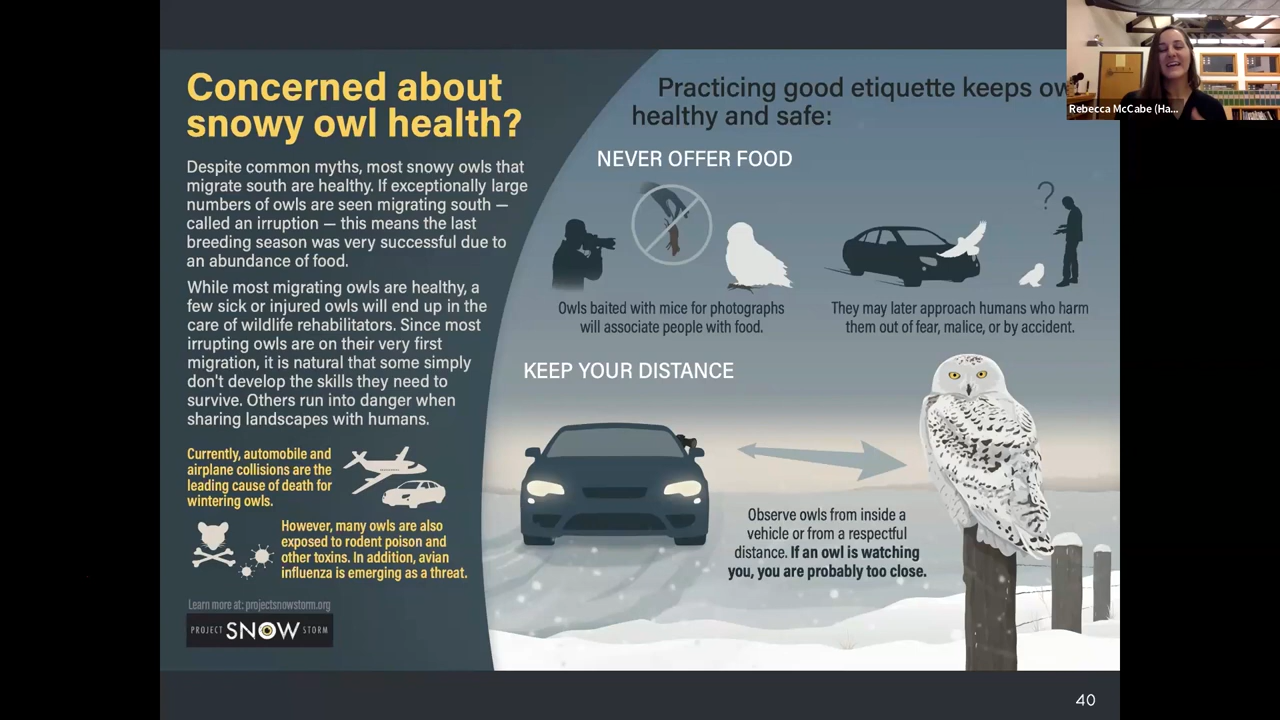 Concerned about
snowy owl health?
Despite common myths, most snowy owls that
migrate south are healthy. If exceptionally large
numbers of owls are seen migrating south —
called an irruption — this means the last
breeding season was very successful due to
an abundance of food.
While most migrating owls are healthy, a
few sick or injured owls will end up in the
care of wildlife rehabilitators. Since most
irrupting owls are on their very first
migration, it is natural that some simply
don't develop the skills they need to
survive. Others run into danger when
sharing landscapes with humans.
Currently, automobile and
airplane collisions are the
leading cause of death for
wintering owls.
However, many owls are also
exposed to rodent poison and
other toxins. In addition, avian
influenza is emerging as a threat.
Learn more at: projectsnowstorm.org
PROJECT SNOW STORM
Practicing good etiquette keeps ow
healthy and safe:
NEVER OFFER FOOD
?
Owls baited with mice for photographs
will associate people with food.
They may later approach humans who harm
them out of fear, malice, or by accident.
KEEP YOUR DISTANCE
Observe owls from inside a
vehicle or from a respectful
distance. If an owl is watching
you, you are probably too close.
Rebecca McCabe (Ha...
40